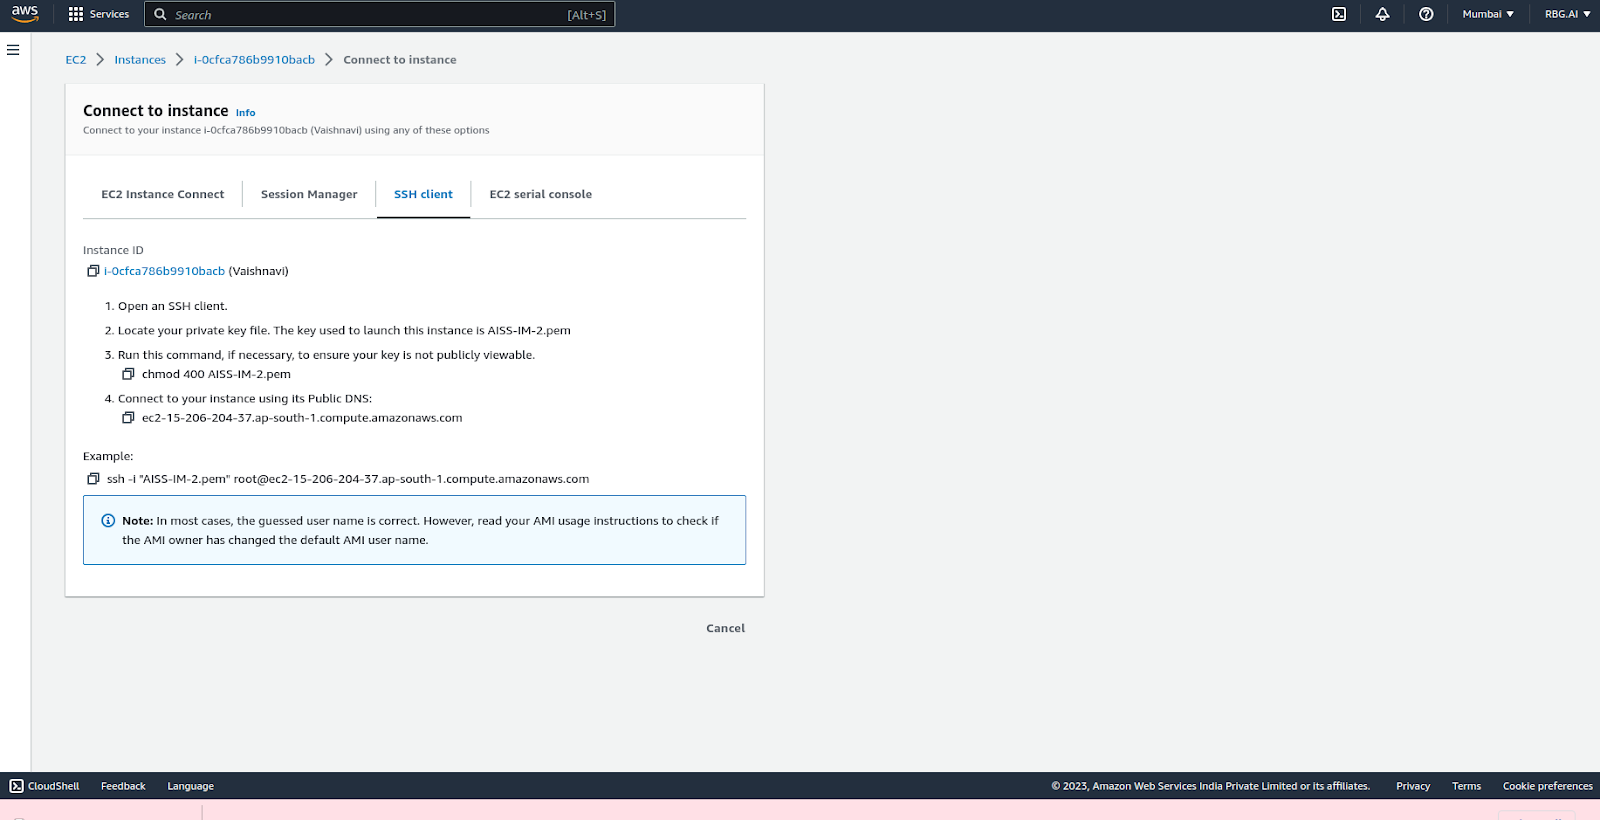 aws
Services
Search
[Alt+S]
Mumbai
RBG.AI
EC2 Instances i-0cfca786b9910bacb Connect to instance
Connect to instance Info
Connect to your instance i-0cfca786b9910bacb (Vaishnavi) using any of these options
EC2 Instance Connect
Session Manager
SSH client
EC2 serial console
Instance ID
i-0cfca786b9910bacb (Vaishnavi)
1. Open an SSH client.
2. Locate your private key file. The key used to launch this instance is AISS-IM-2.pem
3. Run this command, if necessary, to ensure your key is not publicly viewable.
chmod 400 AISS-IM-2.pem
4. Connect to your instance using its Public DNS:
ec2-15-206-204-37.ap-south-1.compute.amazonaws.com
Example:
ssh -i "AISS-IM-2.pem" root@ec2-15-206-204-37.ap-south-1.compute.amazonaws.com
Note: In most cases, the guessed user name is correct. However, read your AMI usage instructions to check if
the AMI owner has changed the default AMI user name.
Cancel
CloudShell
Feedback
Language
© 2023, Amazon Web Services India Private Limited or its affiliates.
Privacy
Terms
Cookie preferences